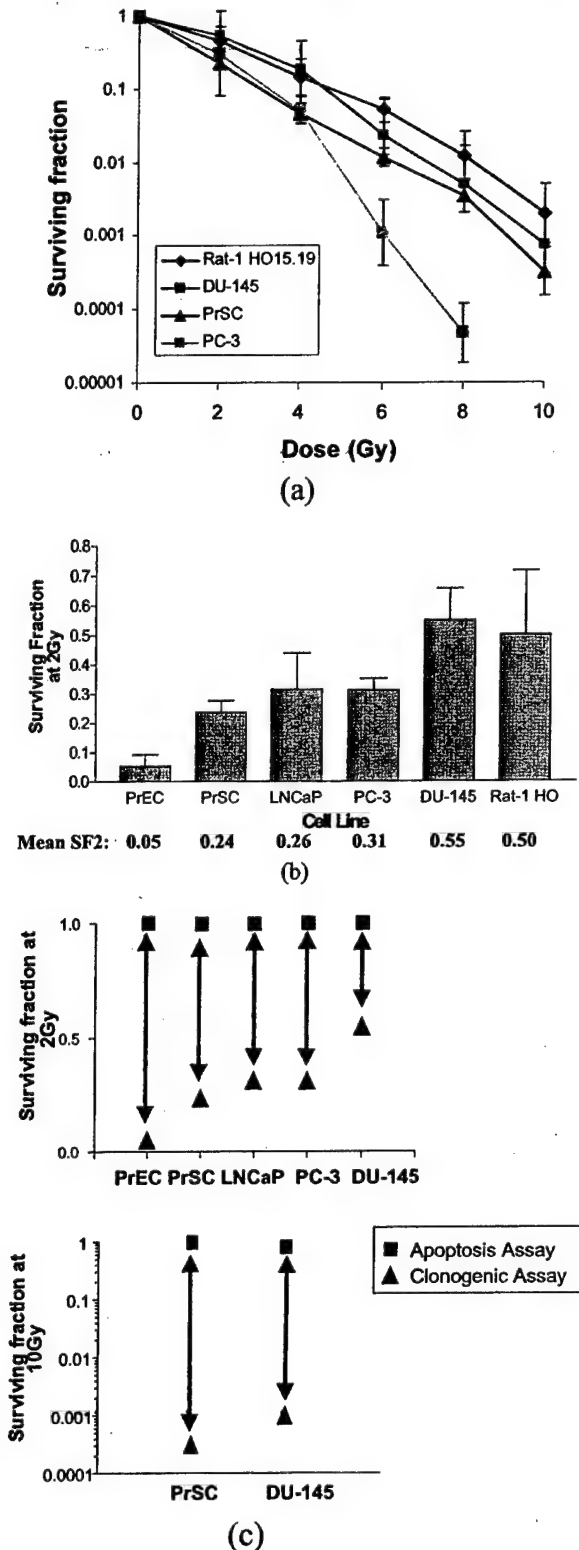 Surviving fraction
1
0.1
0.01
0.001
0.0001
0.00001
Rat-1 HO15.19
DU-145
PrSC
PC-3
0 2 4 6 8 10
Dose (Gy)
(a)
Surviving Fraction
at 2Gy
0.8
0.7
0.6
0.5
0.4
0.3
0.2
0.1
0.0
PrEC PrSC LNCaP PC-3 DU-145 Rat-1 HO
Cell Line
Mean SF2: 0.05 0.24 0.26 0.31 0.55 0.50
(b)
Surviving fraction at
2Gy
1.0
0.5
0.0
PrEC PrSC LNCaP PC-3 DU-145
Surviving fraction at
10Gy
1
0.1
0.01
0.001
0.0001
PrSC DU-145
Apoptosis Assay
Clonogenic Assay
(c)